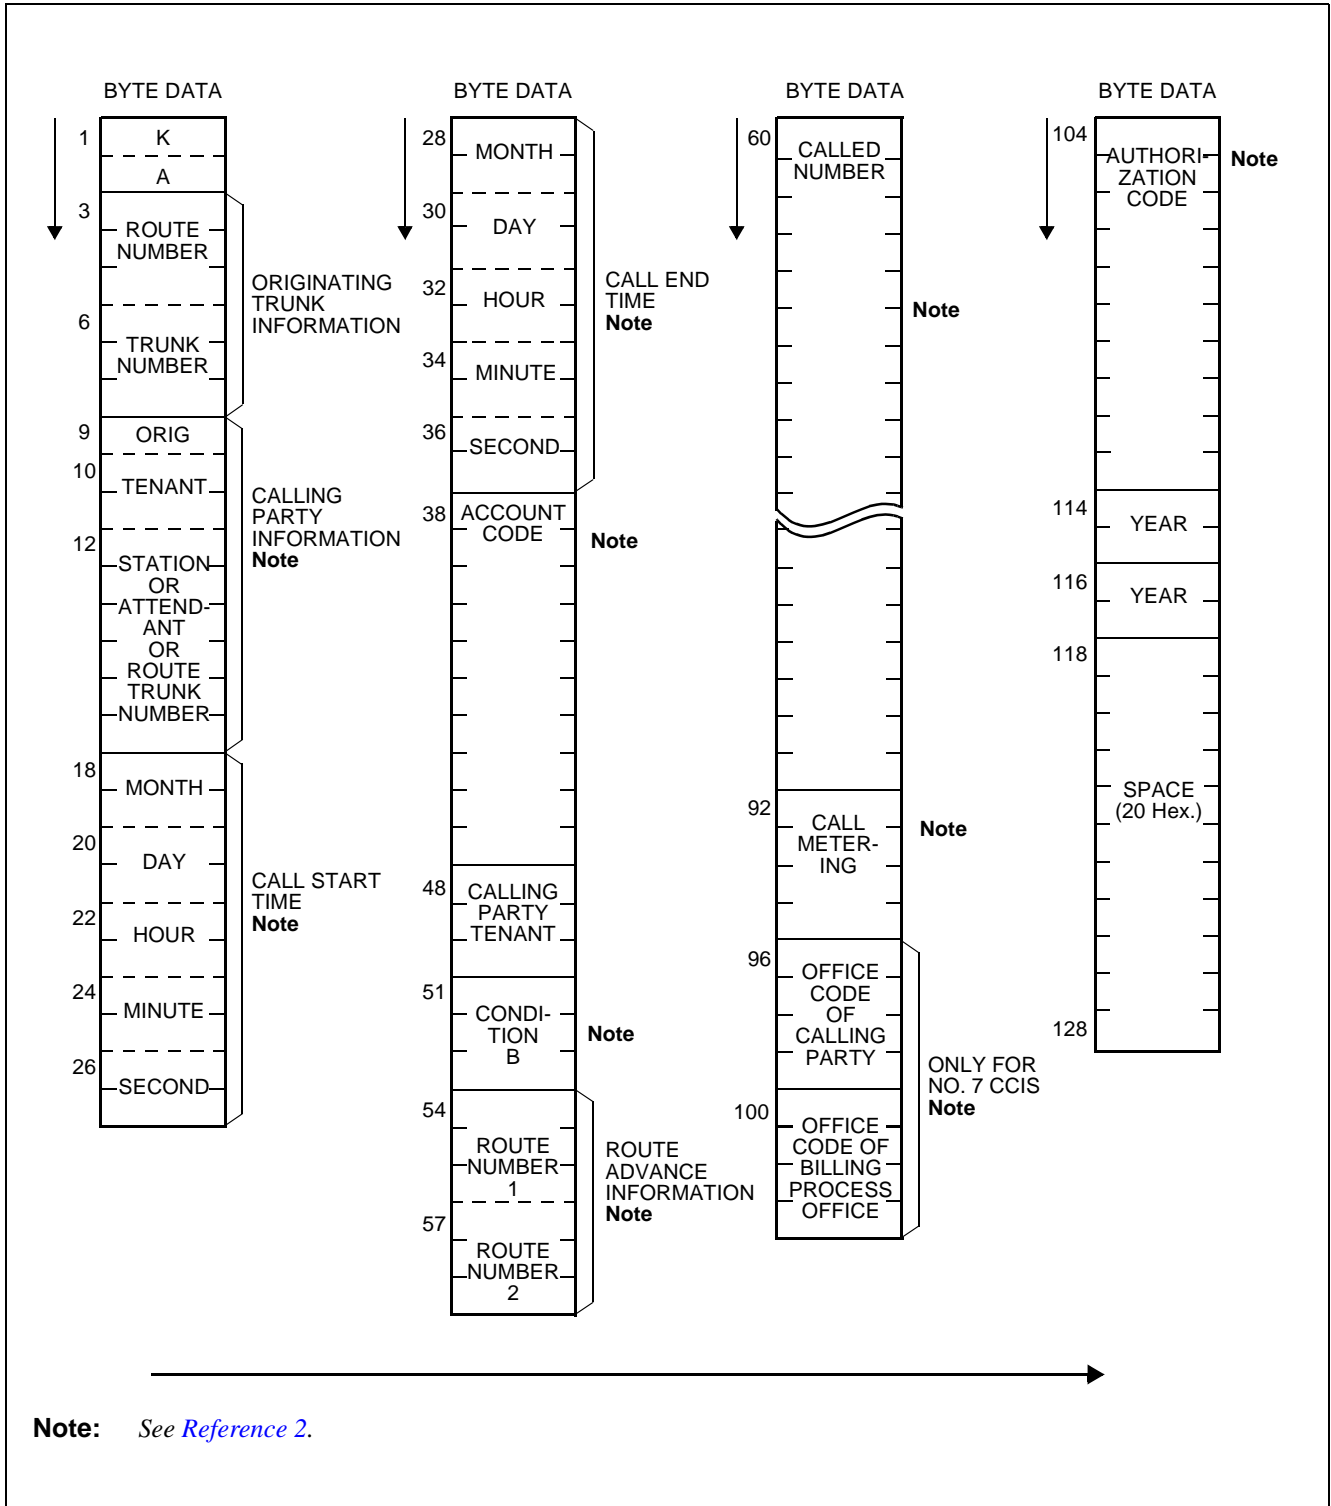 BYTE DATA
1
K
A
3
ROUTE
NUMBER
6
TRUNK
NUMBER
ORIGINATING
TRUNK
INFORMATION
9
ORIG
10
TENANT
12
STATION
OR
ATTEND-
ANT
OR
ROUTE
TRUNK
NUMBER
CALLING
PARTY
INFORMATION
Note
18
MONTH
20
DAY
22
HOUR
24
MINUTE
26
SECOND
CALL START
TIME
Note
BYTE DATA
28
MONTH
30
DAY
32
HOUR
34
MINUTE
36
SECOND
CALL END
TIME
Note
38
ACCOUNT
CODE
Note
48
CALLING
PARTY
TENANT
51
CONDI-
TION
B
Note
54
ROUTE
NUMBER
1
57
ROUTE
NUMBER
2
ROUTE
ADVANCE
INFORMATION
Note
BYTE DATA
60
CALLED
NUMBER
Note
92
CALL
METER-
ING
Note
96
OFFICE
CODE
OF
CALLING
PARTY
100
OFFICE
CODE OF
BILLING
PROCESS
OFFICE
ONLY FOR
NO. 7 CCIS
Note
BYTE DATA
104
AUTHORI-
ZATION
CODE
Note
114
YEAR
116
YEAR
118
SPACE
(20 Hex.)
128
Note: See Reference 2.